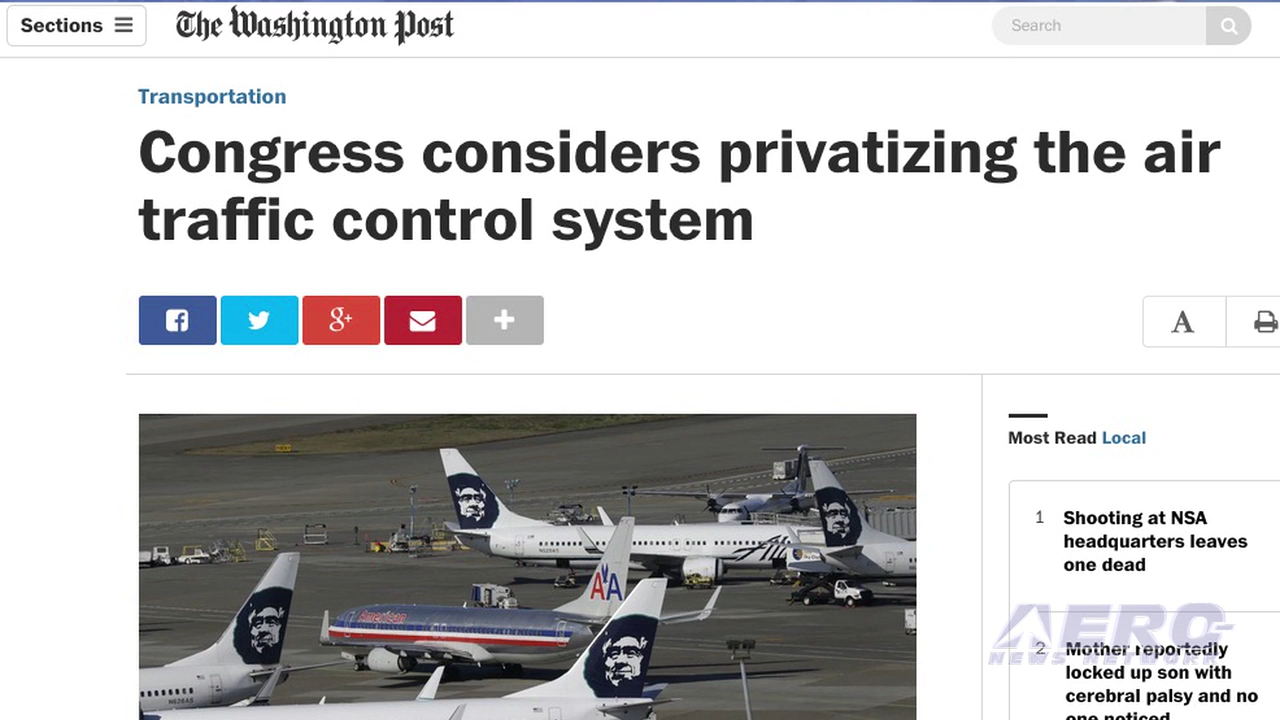 Sections
The Washington Post
Search
Transportation
Congress considers privatizing the air
traffic control system
g+
A
Most Read Local
1
Shooting at NSA
headquarters leaves
one dead
2
Mother reportedly
locked up son with
cerebral palsy and no
one noticed
American
AA
AERO-
NEWS NETWORK